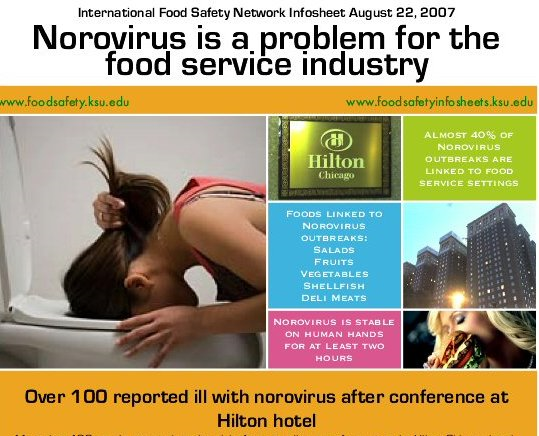 International Food Safety Network Infosheet August 22, 2007
Norovirus is a problem for the
food service industry
www.foodsafety.ksu.edu
www.foodsafetyinfosheets.ksu.edu
Hilton
Chicago
Almost 40% of
Norovirus
outbreaks are
linked to food
service settings
Foods linked to
Norovirus
outbreaks:
Salads
Fruits
Vegetables
Shellfish
Deli Meats
Norovirus is stable
on human hands
for at least two
hours
Over 100 reported ill with norovirus after conference at
Hilton hotel